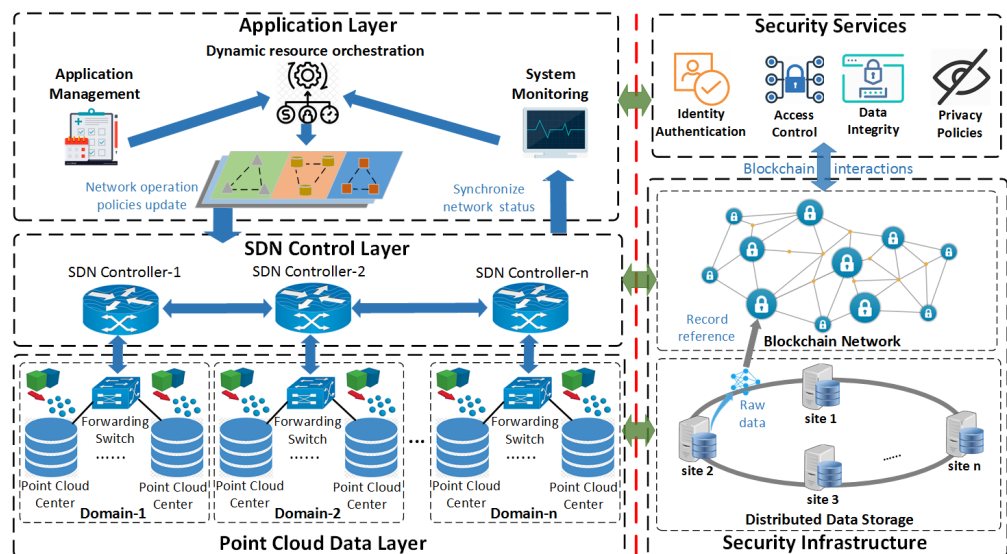 Application Layer
Dynamic resource orchestration
Application
Management
System
Monitoring
S
Network operation
policies update
Synchronize
network status
SDN Control Layer
SDN Controller-1
SDN Controller-2
SDN Controller-n
Forwarding
Switch
......
Point Cloud
Center
Point Cloud
Center
Domain-1
Forwarding
Switch
......
Point Cloud
Center
Point Cloud
Center
Domain-2
...
Forwarding
Switch
......
Point Cloud
Center
Point Cloud
Center
Domain-n
Point Cloud Data Layer
Security Services
Identity
Authentication
Access
Control
Data
Integrity
Privacy
Policies
Blockchain interactions
Record
reference
Blockchain Network
Raw
data
site 1
site 2
site 3
......
site n
Distributed Data Storage
Security Infrastructure